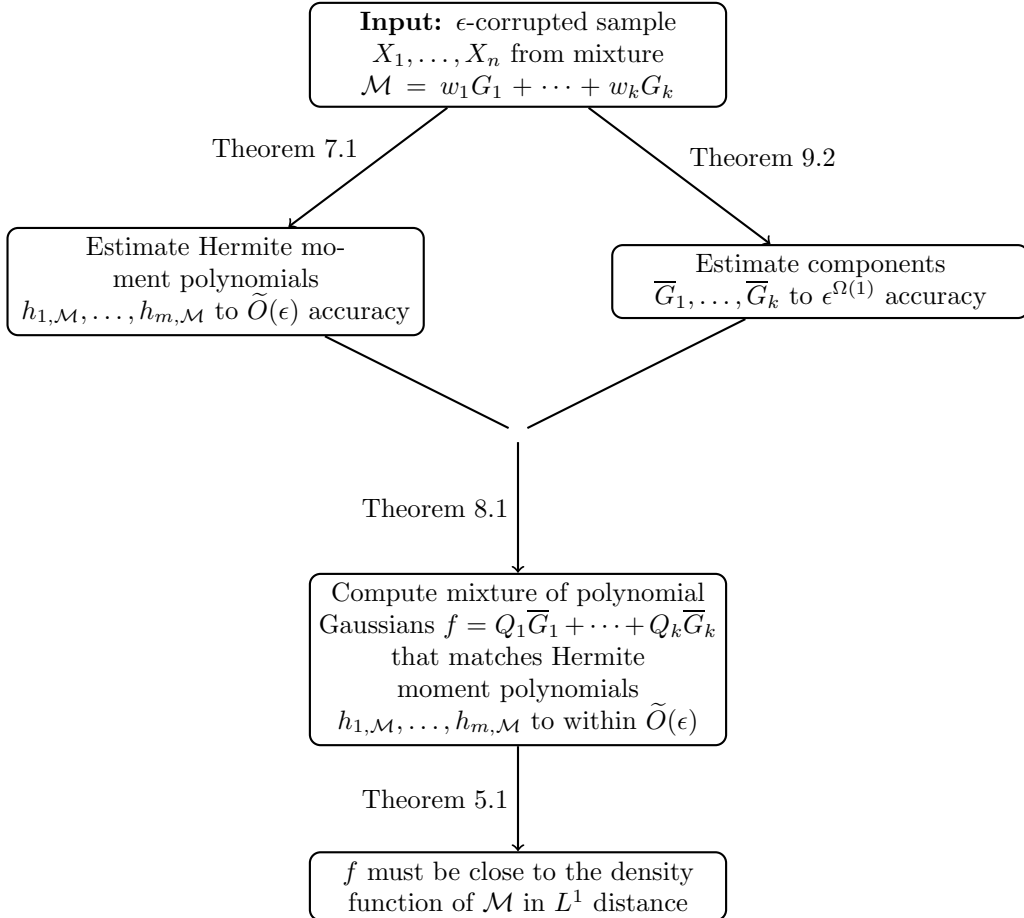 Input: ϵ-corrupted sample
X₁, . . . , Xₙ from mixture
ℳ = w₁G₁ + · · · + wₖGₖ
Theorem 7.1
Theorem 9.2
Estimate Hermite mo-
ment polynomials
h₁,ℳ, . . . , hₘ,ℳ to Õ(ϵ) accuracy
Estimate components
G̅₁, . . . , G̅ₖ to ϵ^Ω(1) accuracy
Theorem 8.1
Compute mixture of polynomial
Gaussians f = Q₁G̅₁ + · · · + QₖG̅ₖ
that matches Hermite
moment polynomials
h₁,ℳ, . . . , hₘ,ℳ to within Õ(ϵ)
Theorem 5.1
f must be close to the density
function of ℳ in L¹ distance